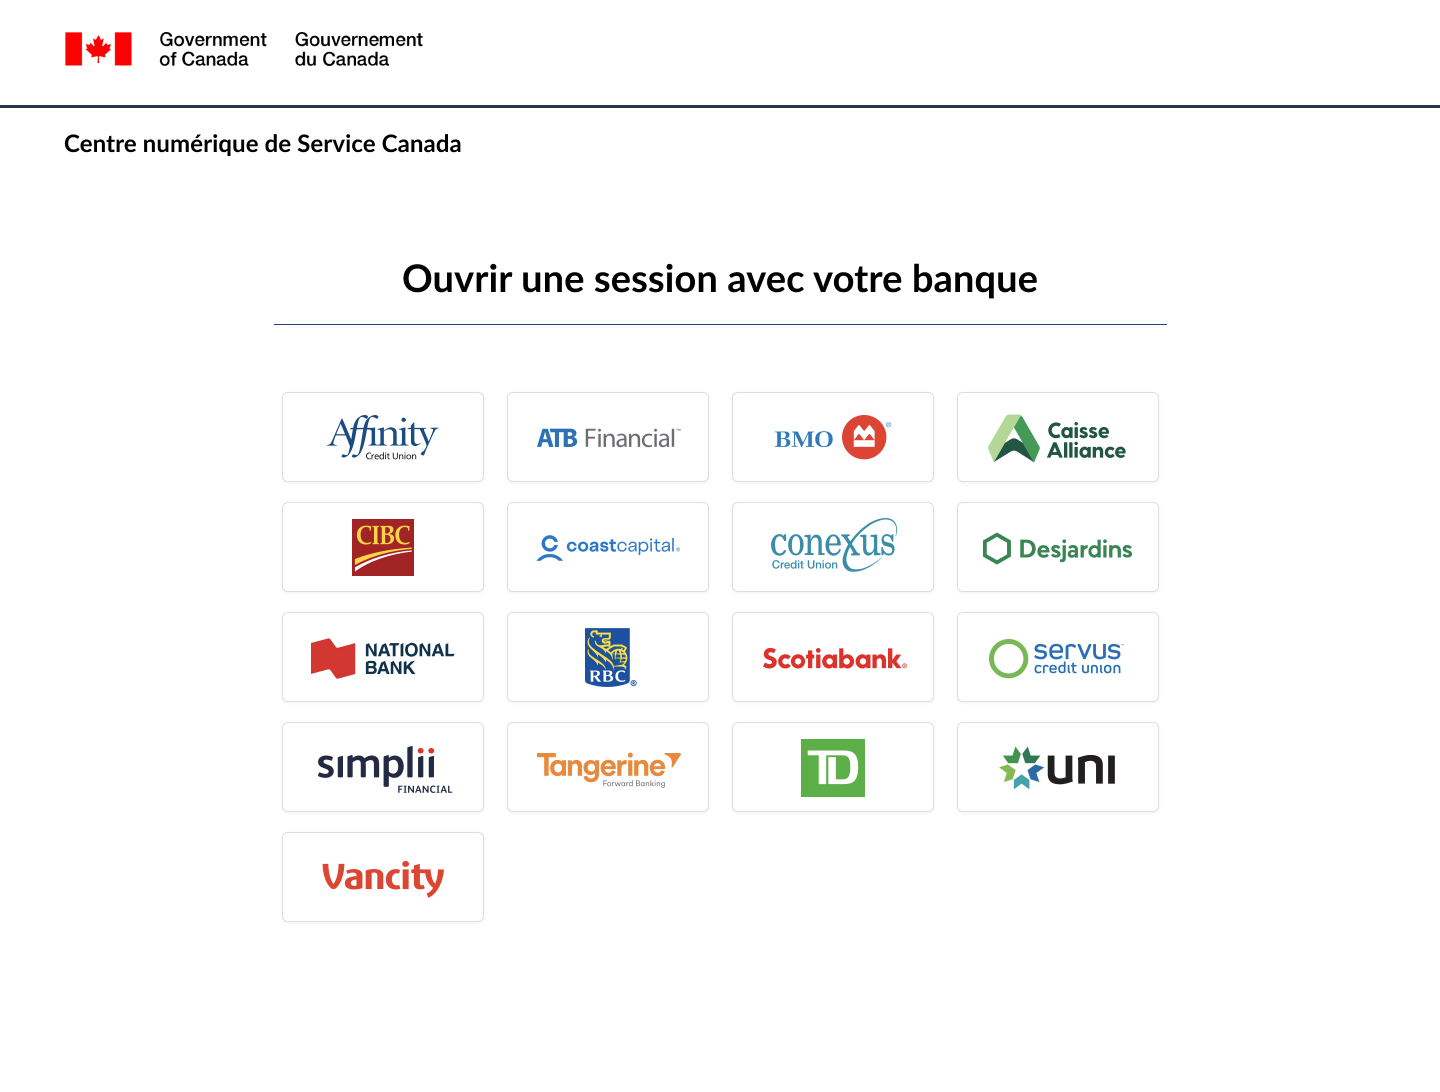 Government
of Canada
Gouvernement
du Canada
Centre numérique de Service Canada
Ouvrir une session avec votre banque
Affinity
Credit Union
ATB Financial™
BMO ®
Caisse
Alliance
CIBC
coastcapital®
conexus
Credit Union
Desjardins
NATIONAL
BANK
RBC®
Scotiabank®
servus™
credit union
simplii
FINANCIAL
Tangerine
Forward Banking
TD
UNI
Vancity